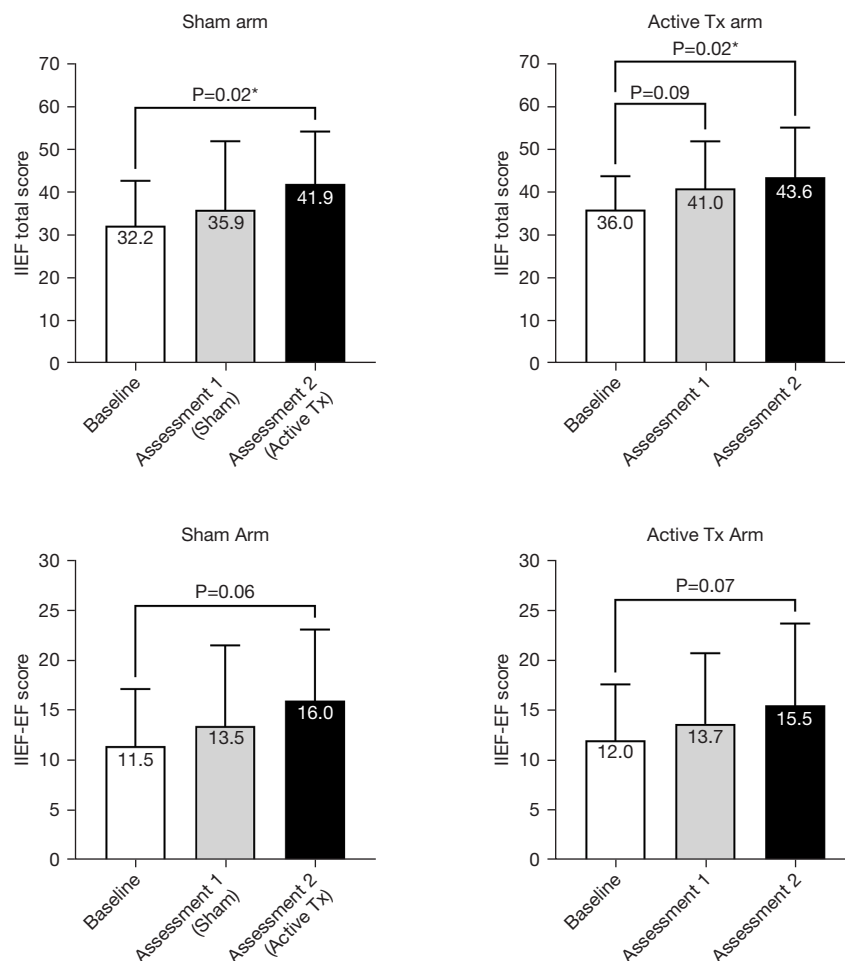 Sham arm
P=0.02*
IIEF total score
70
60
50
40
30
20
10
0
32.2
35.9
41.9
Baseline
Assessment 1
(Sham)
Assessment 2
(Active Tx)
Active Tx arm
P=0.02*
P=0.09
IIEF total score
70
60
50
40
30
20
10
0
36.0
41.0
43.6
Baseline
Assessment 1
Assessment 2
Sham Arm
P=0.06
IIEF-EF score
30
25
20
15
10
5
0
11.5
13.5
16.0
Baseline
Assessment 1
(Sham)
Assessment 2
(Active Tx)
Active Tx Arm
P=0.07
IIEF-EF score
30
25
20
15
10
5
0
12.0
13.7
15.5
Baseline
Assessment 1
Assessment 2